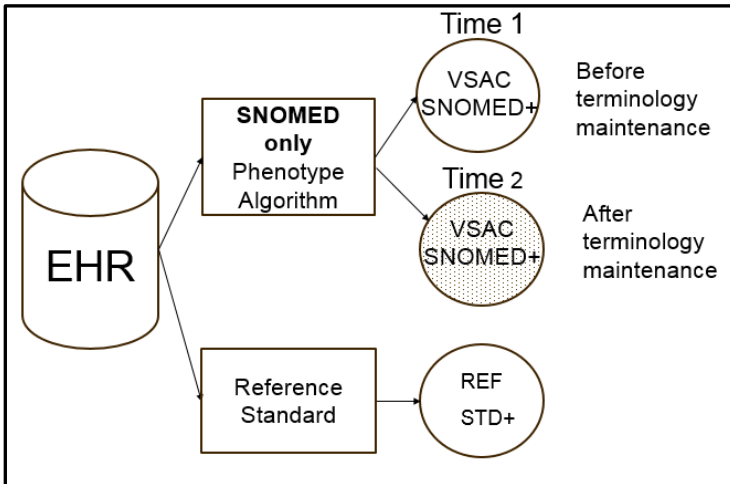 Time 1
VSAC
SNOMED+
Before
terminology
maintenance
SNOMED
only
Phenotype
Algorithm
Time 2
VSAC
SNOMED+
After
terminology
maintenance
EHR
Reference
Standard
REF
STD+